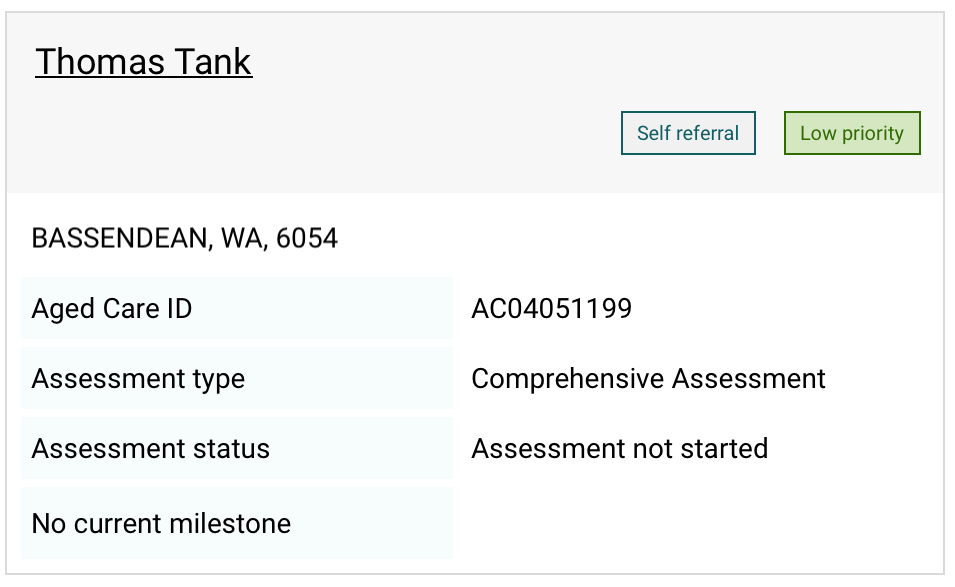 Thomas Tank
Self referral Low priority
BASSENDEAN, WA, 6054
Aged Care ID AC04051199
Assessment type Comprehensive Assessment
Assessment status Assessment not started
No current milestone